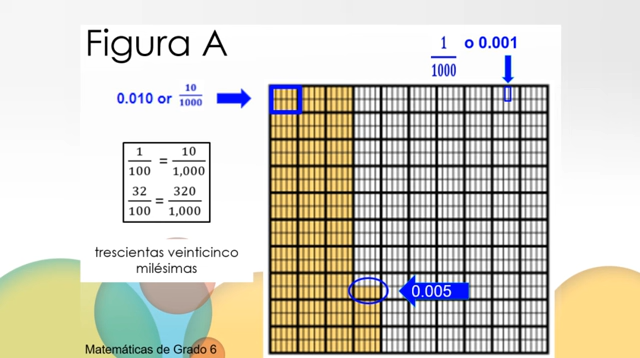 Figura A
1/1000 o 0.001
0.010 or 10/1000
1/100 = 10/1,000
32/100 = 320/1,000
trescientas veinticinco
milésimas
0.005
Matemáticas de Grado 6